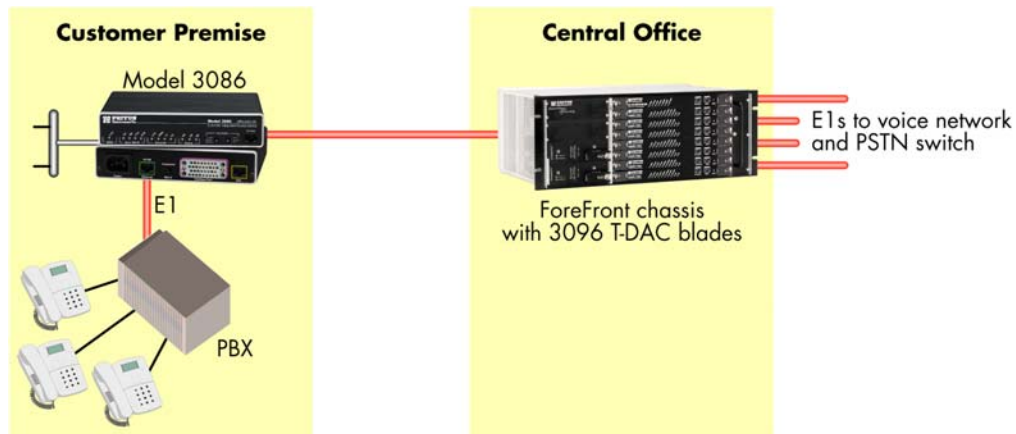 Customer Premise
Central Office
Model 3086
E1s to voice network
and PSTN switch
E1
ForeFront chassis
with 3096 T-DAC blades
PBX